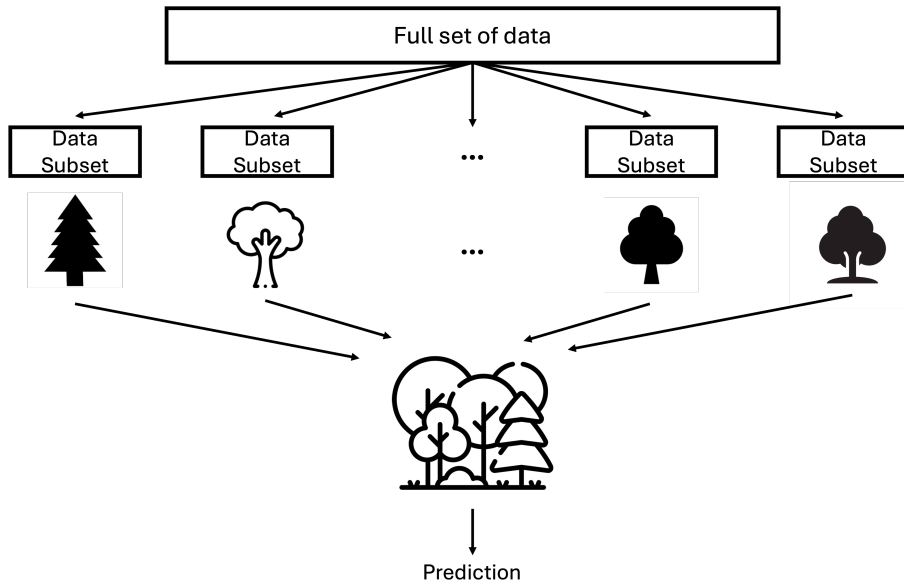 Full set of data
Data
Subset
Data
Subset
...
Data
Subset
Data
Subset
...
Prediction